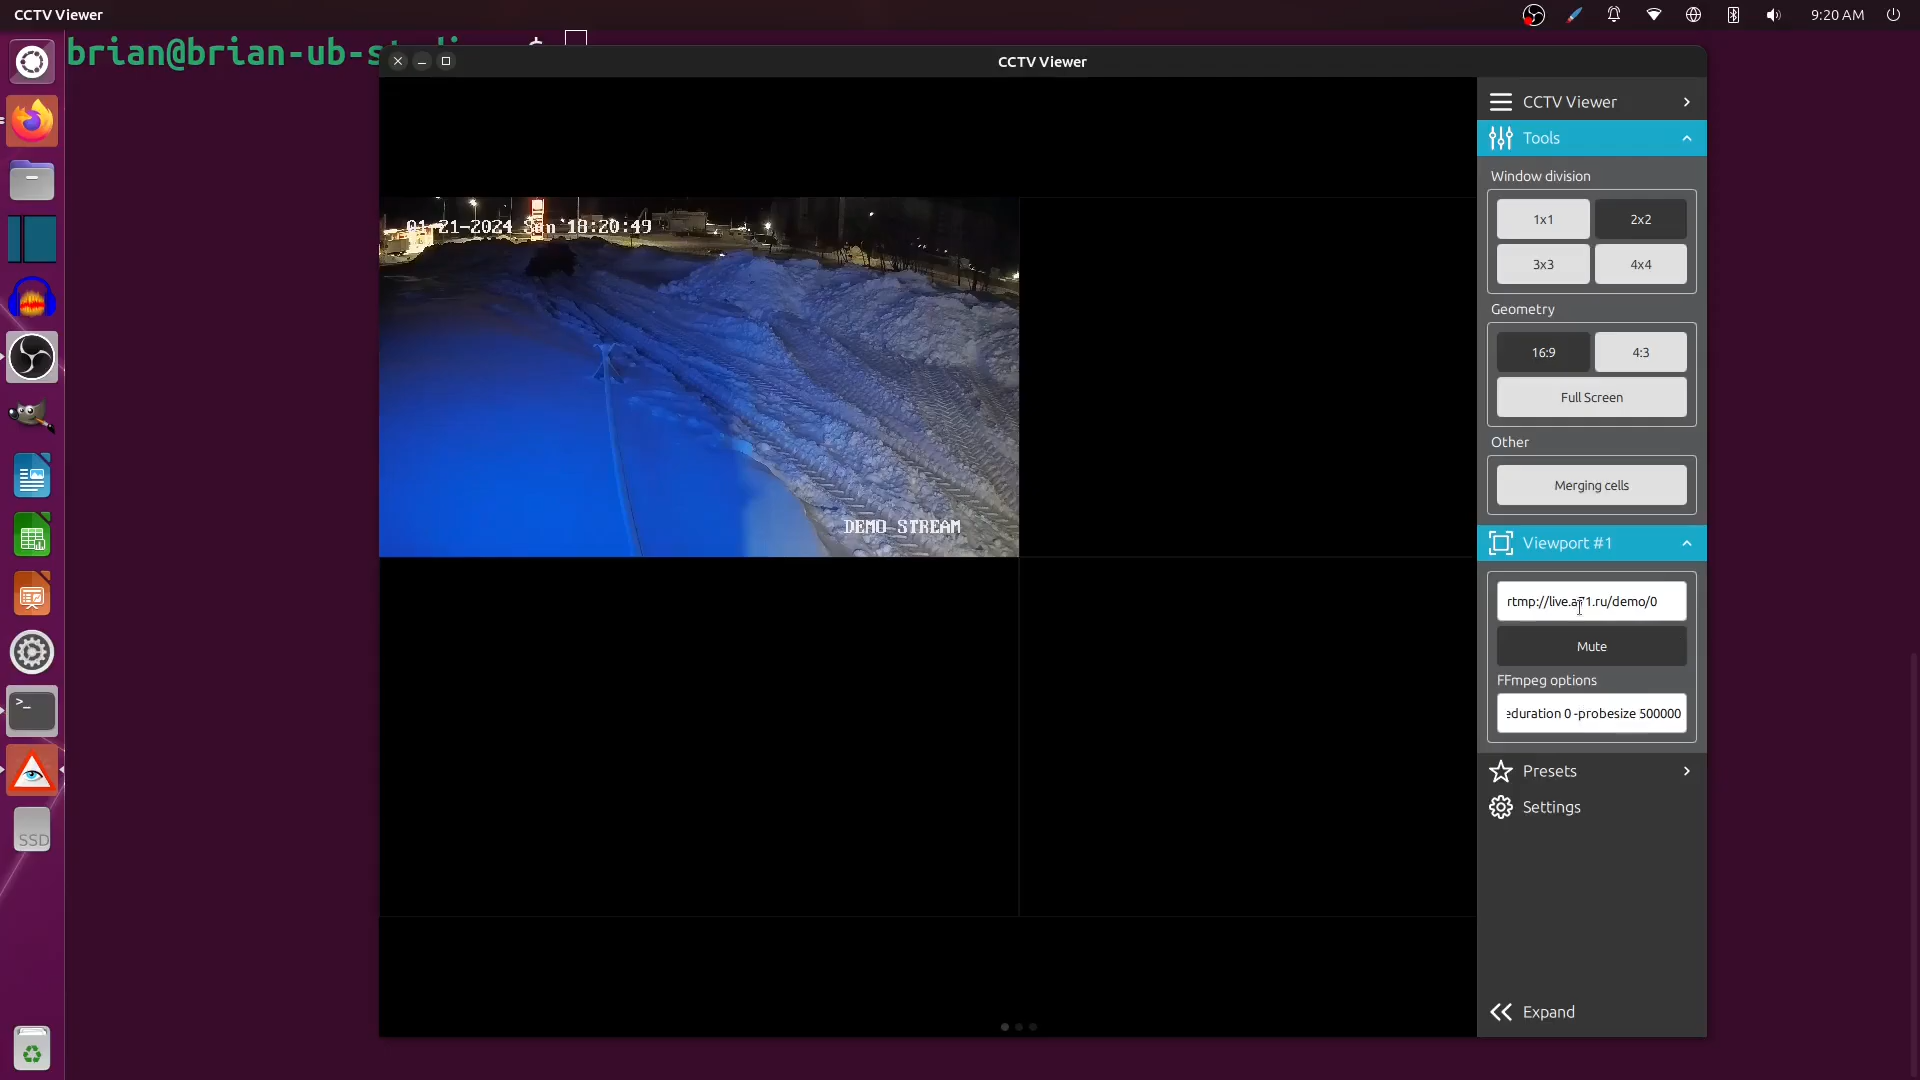 CCTV Viewer
9:20 AM
brian@brian-ub-s
CCTV Viewer
01-21-2024 Sun 18:20:49
DEMO STREAM
CCTV Viewer
Tools
Window division
1x1
2x2
3x3
4x4
Geometry
16:9
4:3
Full Screen
Other
Merging cells
Viewport #1
rtmp://live.a71.ru/demo/0
Mute
FFmpeg options
eduration 0 -probesize 500000
Presets
Settings
Expand
>_
SSD